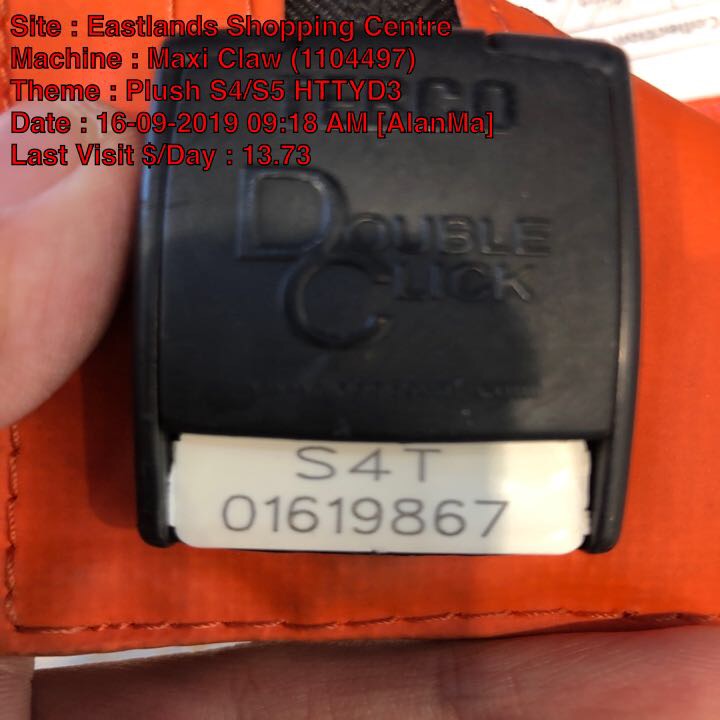 Site : Eastlands Shopping Centre
Machine : Maxi Claw (1104497)
Theme : Plush S4/S5 HTTYD3
Date : 16-09-2019 09:18 AM [AlanMa]
Last Visit $/Day : 13.73
DOUBLE
CLICK
S4T
01619867